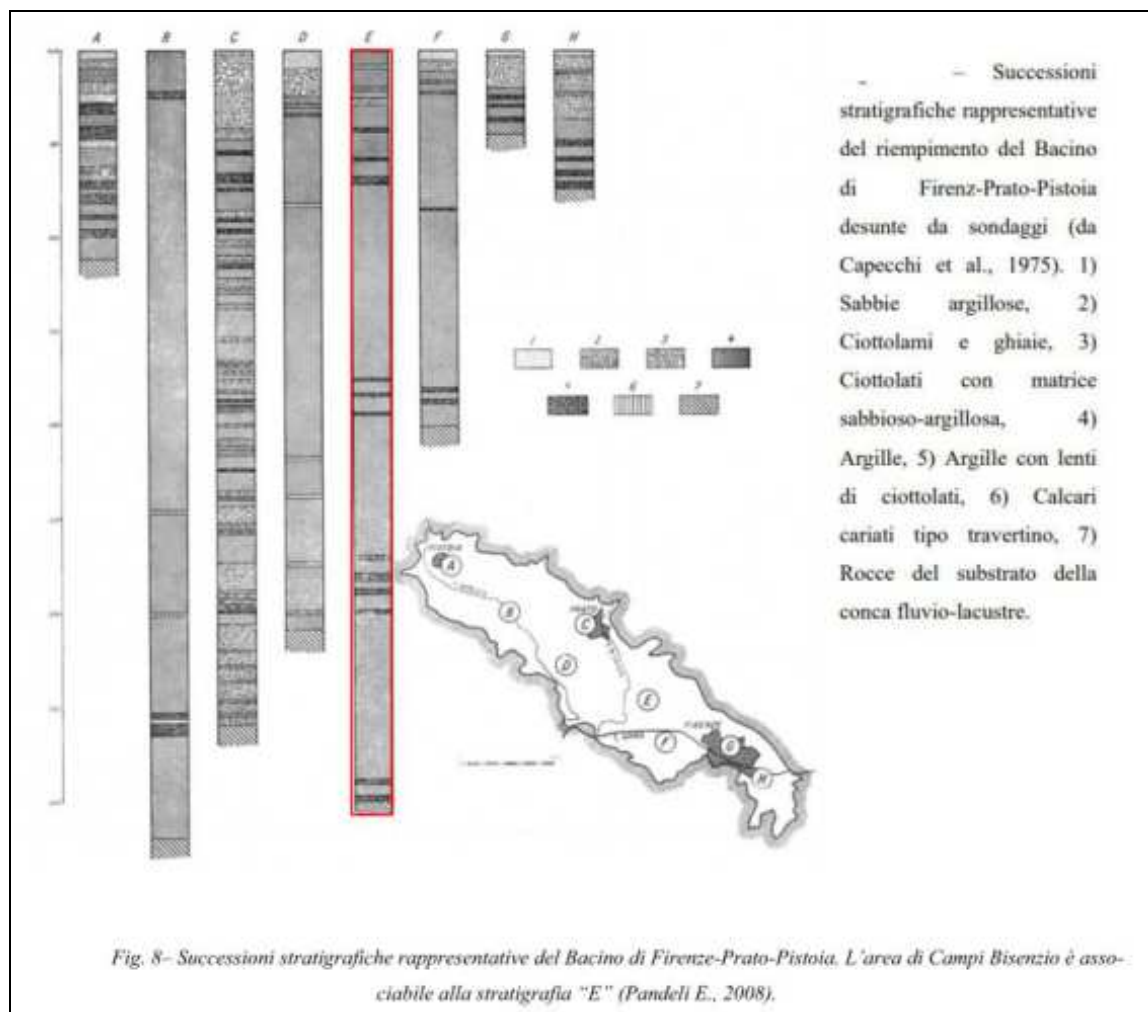 A B C D E F G H
– Successioni
stratigrafiche rappresentative
del riempimento del Bacino
di Firenz-Prato-Pistoia
desunte da sondaggi (da
Capecchi et al., 1975). 1)
Sabbie argillose, 2)
Ciottolami e ghiaie, 3)
Ciottolati con matrice
sabbioso-argillosa, 4)
Argille, 5) Argille con lenti
di ciottolati, 6) Calcari
cariati tipo travertino, 7)
Rocce del substrato della
conca fluvio-lacustre.
1 2 3 4
6 7
A
B
PRATO
C
D
E
FIRENZE
F
G
H
Fig. 8– Successioni stratigrafiche rappresentative del Bacino di Firenze-Prato-Pistoia. L'area di Campi Bisenzio è asso-
ciabile alla stratigrafia “E” (Pandeli E., 2008).